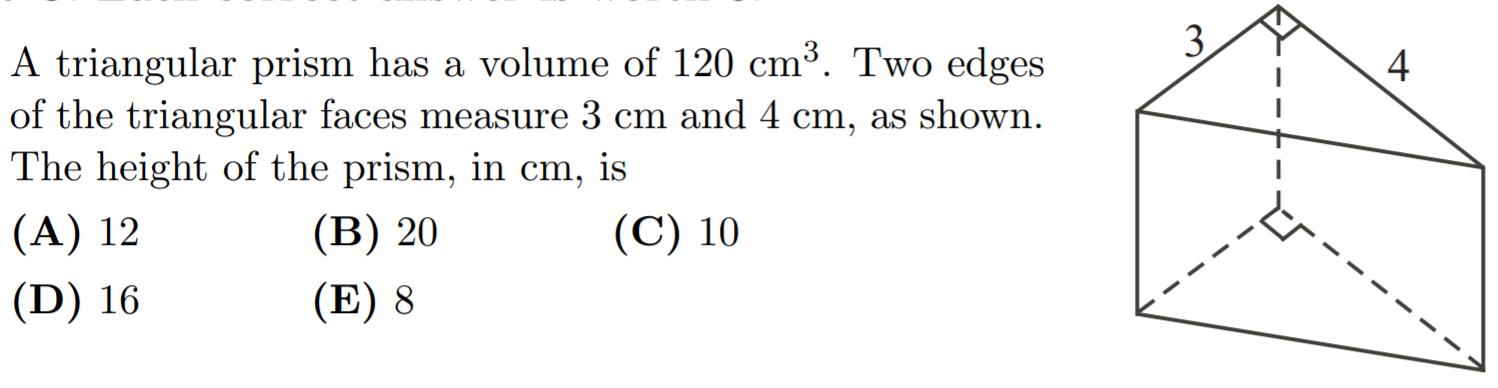 A triangular prism has a volume of 120 cm³. Two edges
of the triangular faces measure 3 cm and 4 cm, as shown.
The height of the prism, in cm, is
(A) 12 (B) 20 (C) 10
(D) 16 (E) 8
3
4